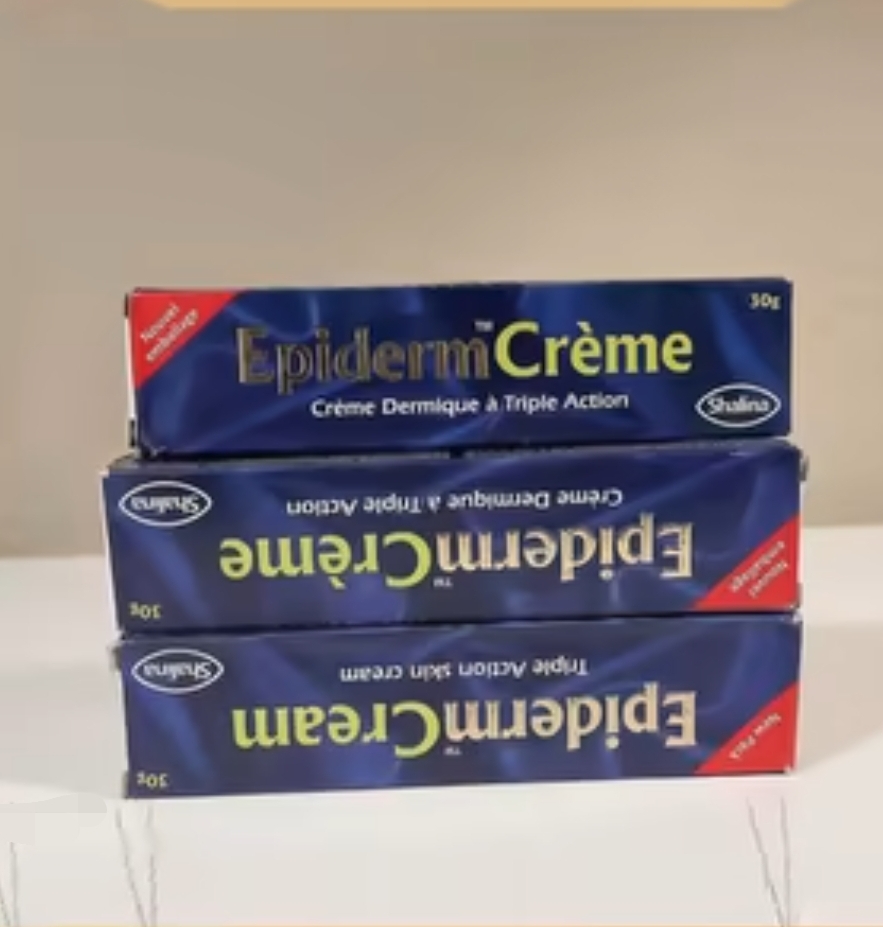 Nouvel
emballage
30g
Epiderm™Crème
Crème Dermique à Triple Action
Shalina
Epiderm™Crème
Crème Dermique à Triple Action
Shalina
Nouvel
emballage
30g
Epiderm™Cream
Triple Action skin cream
Shalina
New Pack
30g